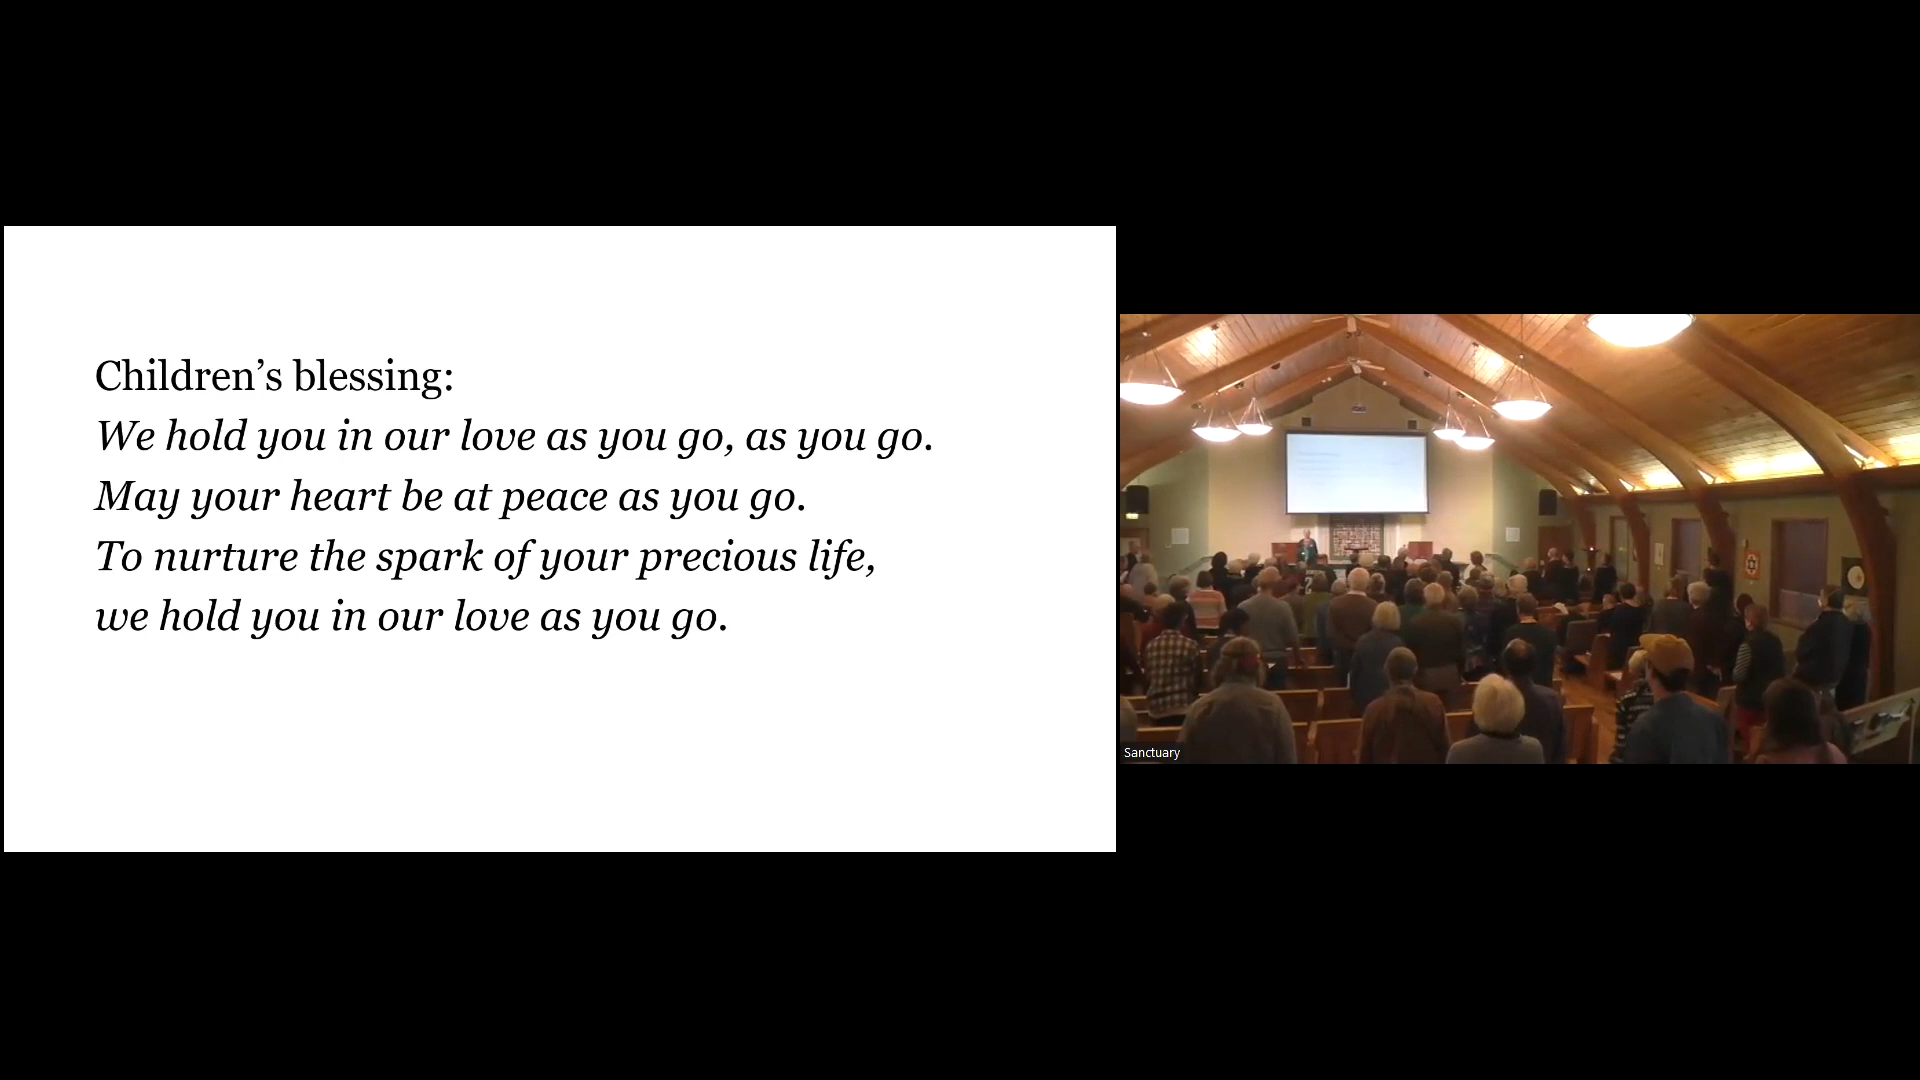 Children’s blessing:
We hold you in our love as you go, as you go.
May your heart be at peace as you go.
To nurture the spark of your precious life,
we hold you in our love as you go.
Sanctuary